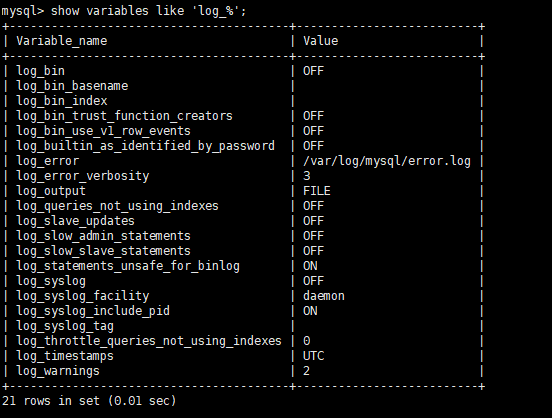 mysql> show variables like 'log_%';
+----------------------------------------+--------------------------+
| Variable_name                          | Value                    |
+----------------------------------------+--------------------------+
| log_bin                                | OFF                      |
| log_bin_basename                       |                          |
| log_bin_index                          |                          |
| log_bin_trust_function_creators        | OFF                      |
| log_bin_use_v1_row_events              | OFF                      |
| log_builtin_as_identified_by_password  | OFF                      |
| log_error                              | /var/log/mysql/error.log |
| log_error_verbosity                    | 3                        |
| log_output                             | FILE                     |
| log_queries_not_using_indexes          | OFF                      |
| log_slave_updates                      | OFF                      |
| log_slow_admin_statements              | OFF                      |
| log_slow_slave_statements              | OFF                      |
| log_statements_unsafe_for_binlog       | ON                       |
| log_syslog                             | OFF                      |
| log_syslog_facility                    | daemon                   |
| log_syslog_include_pid                 | ON                       |
| log_syslog_tag                         |                          |
| log_throttle_queries_not_using_indexes | 0                        |
| log_timestamps                         | UTC                      |
| log_warnings                           | 2                        |
+----------------------------------------+--------------------------+
21 rows in set (0.01 sec)